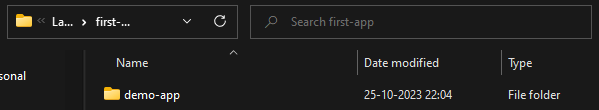 La... first-... Search first-app
Name Date modified Type
sonal
demo-app 25-10-2023 22:04 File folder